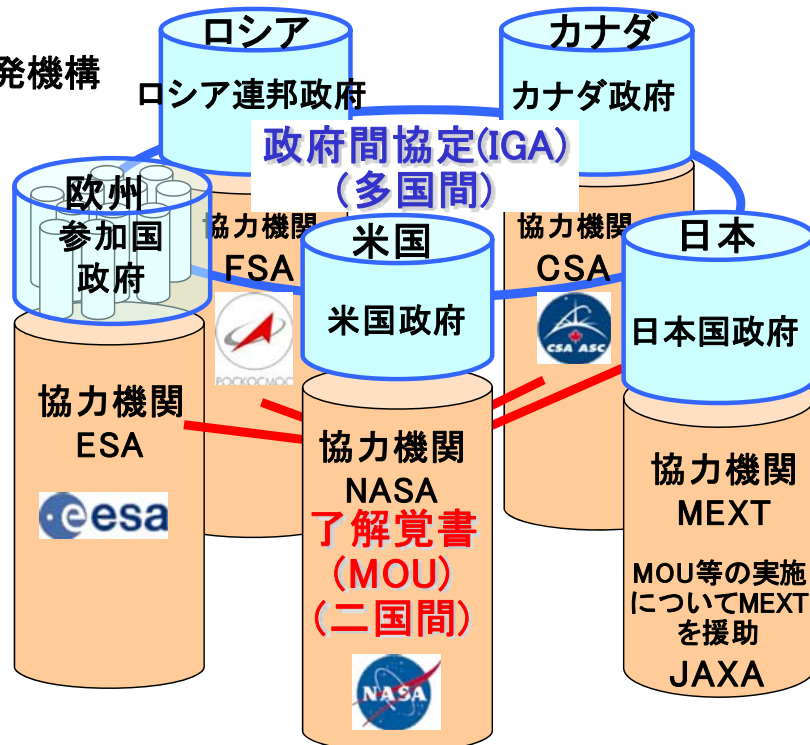 発機構
ロシア
ロシア連邦政府
カナダ
カナダ政府
政府間協定(IGA)
(多国間)
欧州
参加国
政府
協力機関
FSA
РОСКОСМОС
米国
米国政府
協力機関
CSA
CSA ASC
日本
日本国政府
協力機関
ESA
esa
協力機関
NASA
了解覚書
(MOU)
(二国間)
NASA
協力機関
MEXT
MOU等の実施
についてMEXT
を援助
JAXA